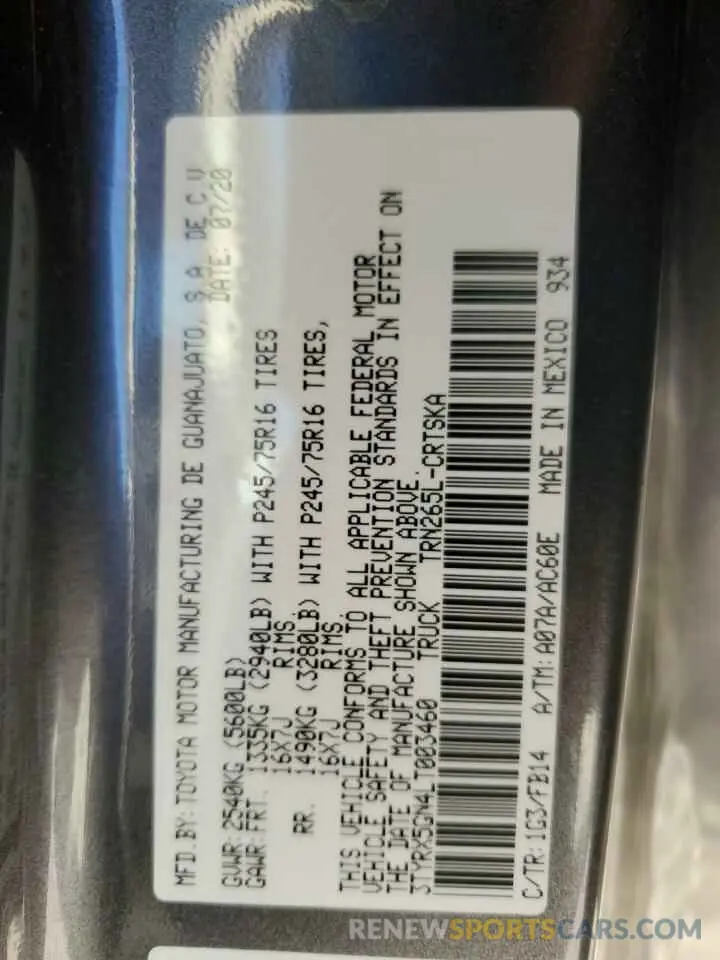 MFD.BY: TOYOTA MOTOR MANUFACTURING DE GUANAJUATO, S.A. DE C.V
DATE: 07/20
GVWR: 2540KG (5600LB)
GAWR: FRT. 1335KG (2940LB) WITH P245/75R16 TIRES
16X7J RIMS.
RR. 1490KG (3280LB) WITH P245/75R16 TIRES,
16X7J RIMS.
THIS VEHICLE CONFORMS TO ALL APPLICABLE FEDERAL MOTOR
VEHICLE SAFETY AND THEFT PREVENTION STANDARDS IN EFFECT ON
THE DATE OF MANUFACTURE SHOWN ABOVE.
3TYRX5GN4LT003460 TRUCK TRN265L-CRTSKA
C/TR: 1G3/FB14 A/TM: A07A/AC60E MADE IN MEXICO 934
RENEWSPORTSCARS.COM